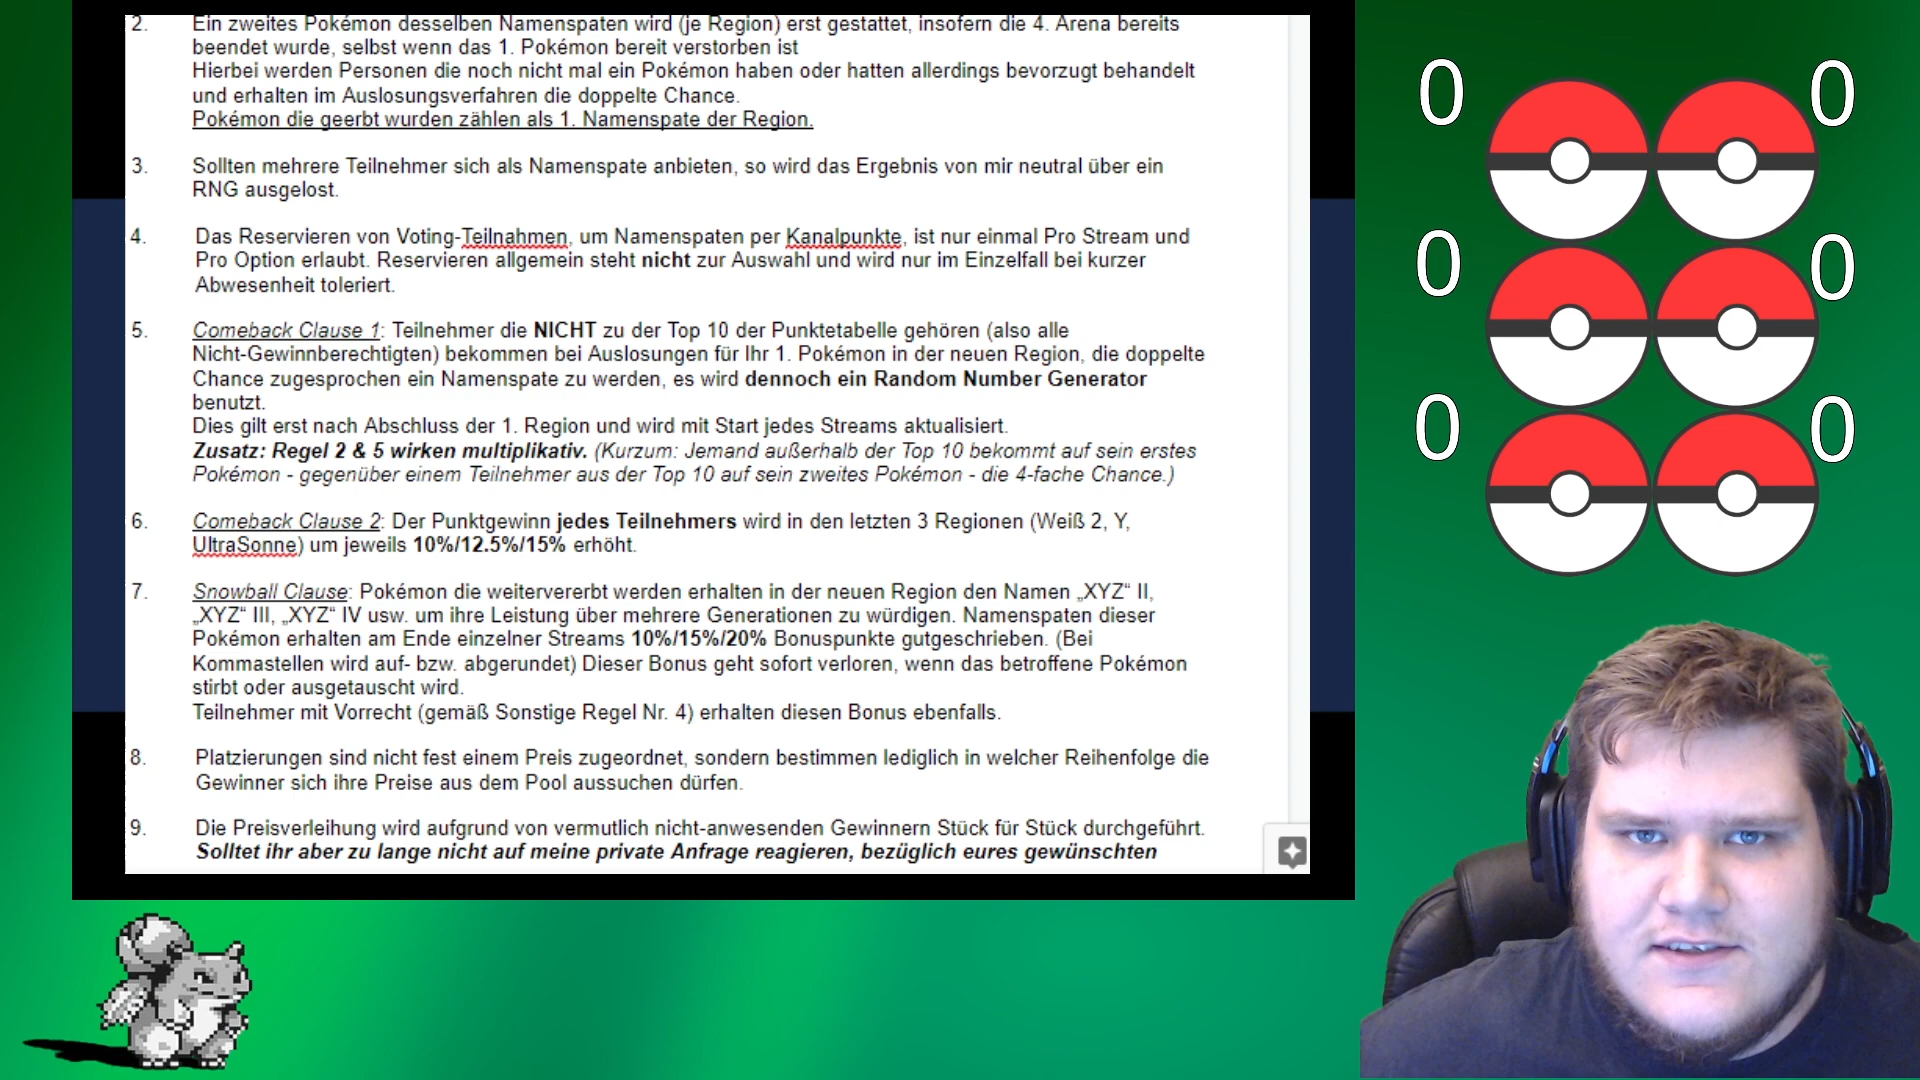 2. Ein zweites Pokémon desselben Namenspaten wird (je Region) erst gestattet, insofern die 4. Arena bereits
beendet wurde, selbst wenn das 1. Pokémon bereit verstorben ist
Hierbei werden Personen die noch nicht mal ein Pokémon haben oder hatten allerdings bevorzugt behandelt
und erhalten im Auslosungsverfahren die doppelte Chance.
Pokémon die geerbt wurden zählen als 1. Namenspate der Region.
3. Sollten mehrere Teilnehmer sich als Namenspate anbieten, so wird das Ergebnis von mir neutral über ein
RNG ausgelost.
4. Das Reservieren von Voting-Teilnahmen, um Namenspaten per Kanalpunkte, ist nur einmal Pro Stream und
Pro Option erlaubt. Reservieren allgemein steht nicht zur Auswahl und wird nur im Einzelfall bei kurzer
Abwesenheit toleriert.
5. Comeback Clause 1: Teilnehmer die NICHT zu der Top 10 der Punktetabelle gehören (also alle
Nicht-Gewinnberechtigten) bekommen bei Auslosungen für Ihr 1. Pokémon in der neuen Region, die doppelte
Chance zugesprochen ein Namenspate zu werden, es wird dennoch ein Random Number Generator
benutzt.
Dies gilt erst nach Abschluss der 1. Region und wird mit Start jedes Streams aktualisiert.
Zusatz: Regel 2 & 5 wirken multiplikativ. (Kurzum: Jemand außerhalb der Top 10 bekommt auf sein erstes
Pokémon - gegenüber einem Teilnehmer aus der Top 10 auf sein zweites Pokémon - die 4-fache Chance.)
6. Comeback Clause 2: Der Punktgewinn jedes Teilnehmers wird in den letzten 3 Regionen (Weiß 2, Y,
UltraSonne) um jeweils 10%/12.5%/15% erhöht.
7. Snowball Clause: Pokémon die weitervererbt werden erhalten in der neuen Region den Namen „XYZ“ II,
„XYZ“ III, „XYZ“ IV usw. um ihre Leistung über mehrere Generationen zu würdigen. Namenspaten dieser
Pokémon erhalten am Ende einzelner Streams 10%/15%/20% Bonuspunkte gutgeschrieben. (Bei
Kommastellen wird auf- bzw. abgerundet) Dieser Bonus geht sofort verloren, wenn das betroffene Pokémon
stirbt oder ausgetauscht wird.
Teilnehmer mit Vorrecht (gemäß Sonstige Regel Nr. 4) erhalten diesen Bonus ebenfalls.
8. Platzierungen sind nicht fest einem Preis zugeordnet, sondern bestimmen lediglich in welcher Reihenfolge die
Gewinner sich ihre Preise aus dem Pool aussuchen dürfen.
9. Die Preisverleihung wird aufgrund von vermutlich nicht-anwesenden Gewinnern Stück für Stück durchgeführt.
Solltet ihr aber zu lange nicht auf meine private Anfrage reagieren, bezüglich eures gewünschten
0 0
0 0
0 0